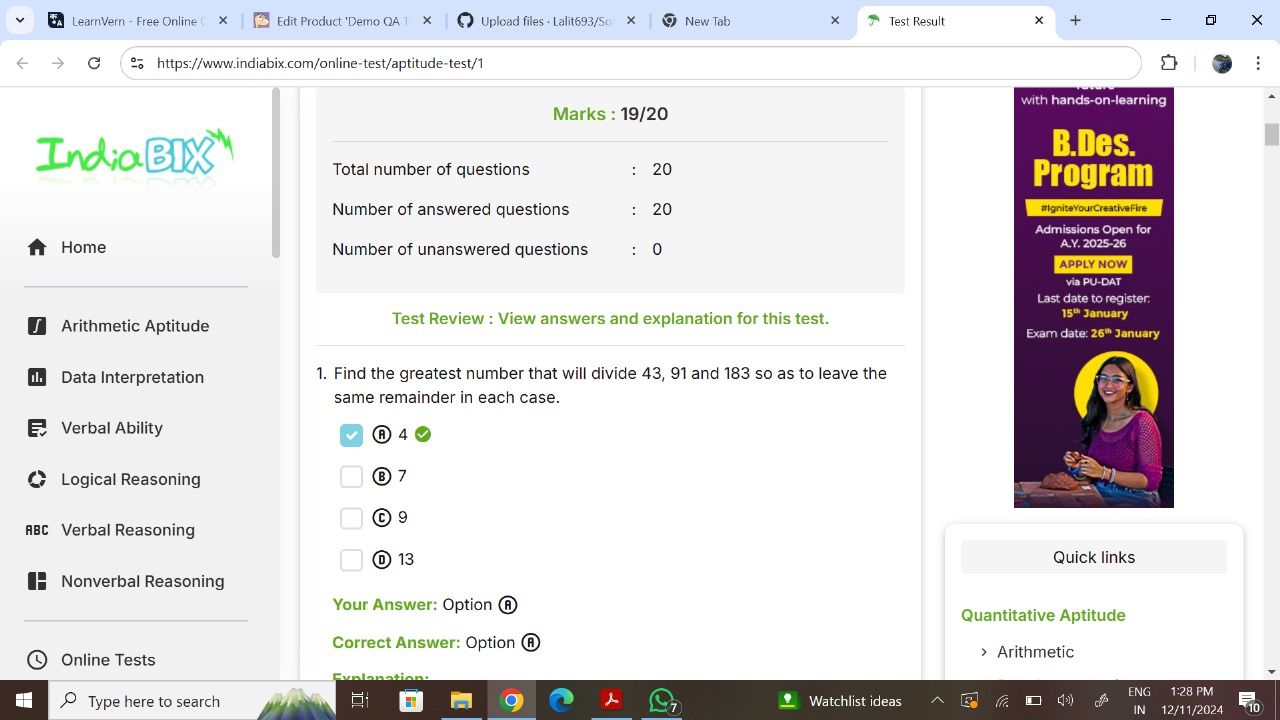 LearnVern - Free Online C
Edit Product 'Demo QA T
Upload files · Lalit693/So
New Tab
Test Result
https://www.indiabix.com/online-test/aptitude-test/1
IndiaBIX
Home
Arithmetic Aptitude
Data Interpretation
Verbal Ability
Logical Reasoning
ABC Verbal Reasoning
Nonverbal Reasoning
Online Tests
Marks : 19/20
Total number of questions : 20
Number of answered questions : 20
Number of unanswered questions : 0
Test Review : View answers and explanation for this test.
1. Find the greatest number that will divide 43, 91 and 183 so as to leave the
same remainder in each case.
A 4
B 7
C 9
D 13
Your Answer: Option A
Correct Answer: Option A
Explanation:
future
with hands-on-learning
B.Des.
Program
#IgniteYourCreativeFire
Admissions Open for
A.Y. 2025-26
APPLY NOW
via PU-DAT
Last date to register:
15th January
Exam date: 26th January
Quick links
Quantitative Aptitude
Arithmetic
Type here to search
7
Watchlist ideas
ENG
IN
1:28 PM
12/11/2024
10